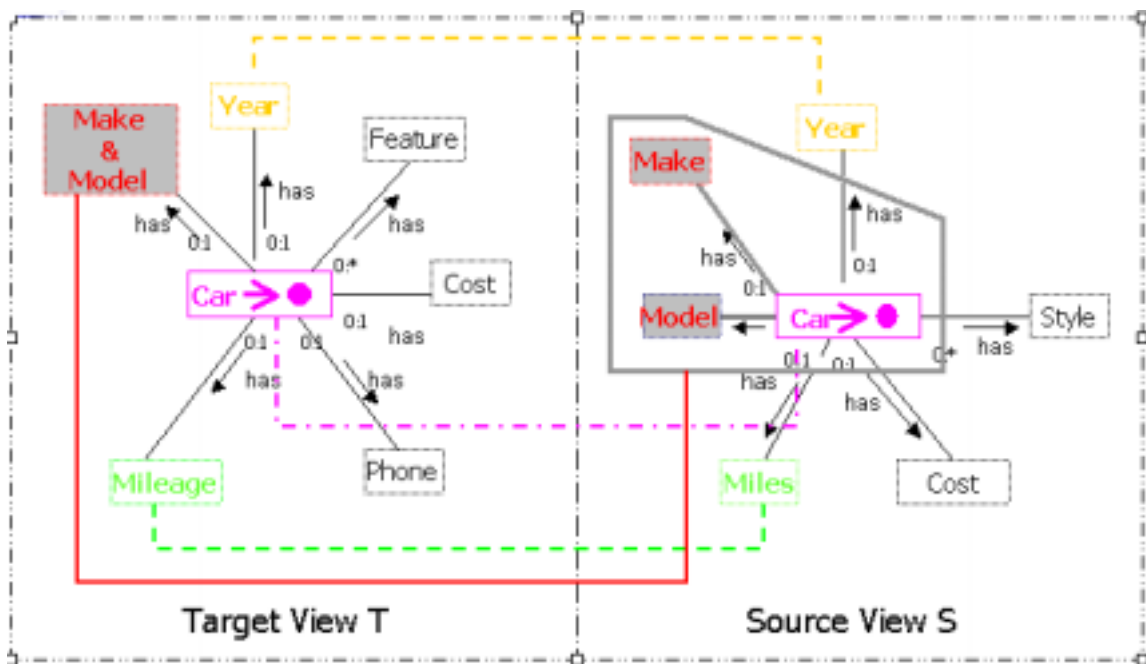 Year
Make
&
Model
Feature
has
has
has
0:1
0:1
0:*
Car
Cost
0:1
has
0:1
0:1
has
has
Mileage
Phone
Target View T
Year
Make
has
has
0:1
0:1
Model
Car
Style
0:*
has
0:1
0:1
has
has
Miles
Cost
Source View S